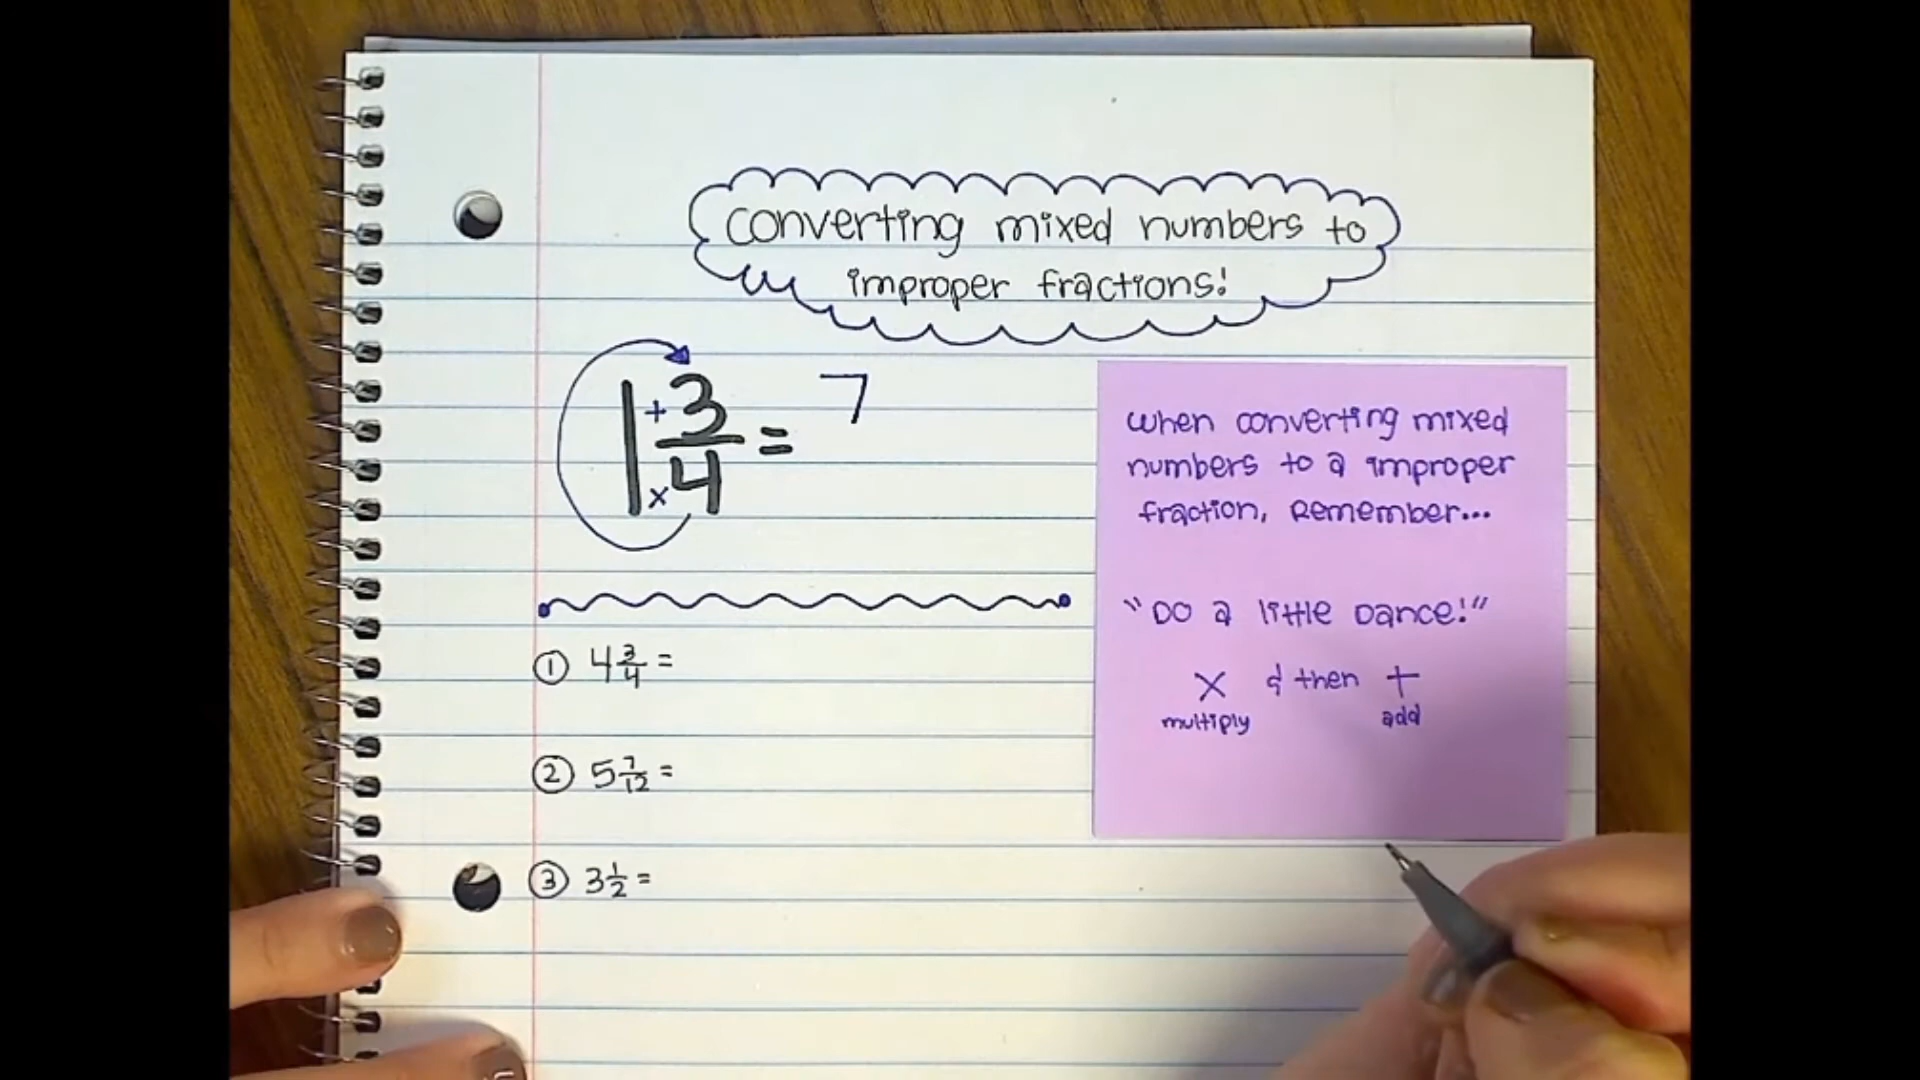 Converting mixed numbers to
improper fractions!
1 + 3/4 x = 7
When converting mixed
numbers to a improper
fraction, Remember...
"Do a little Dance!"
x & then +
multiply add
① 4 3/4 =
② 5 7/12 =
③ 3 1/2 =